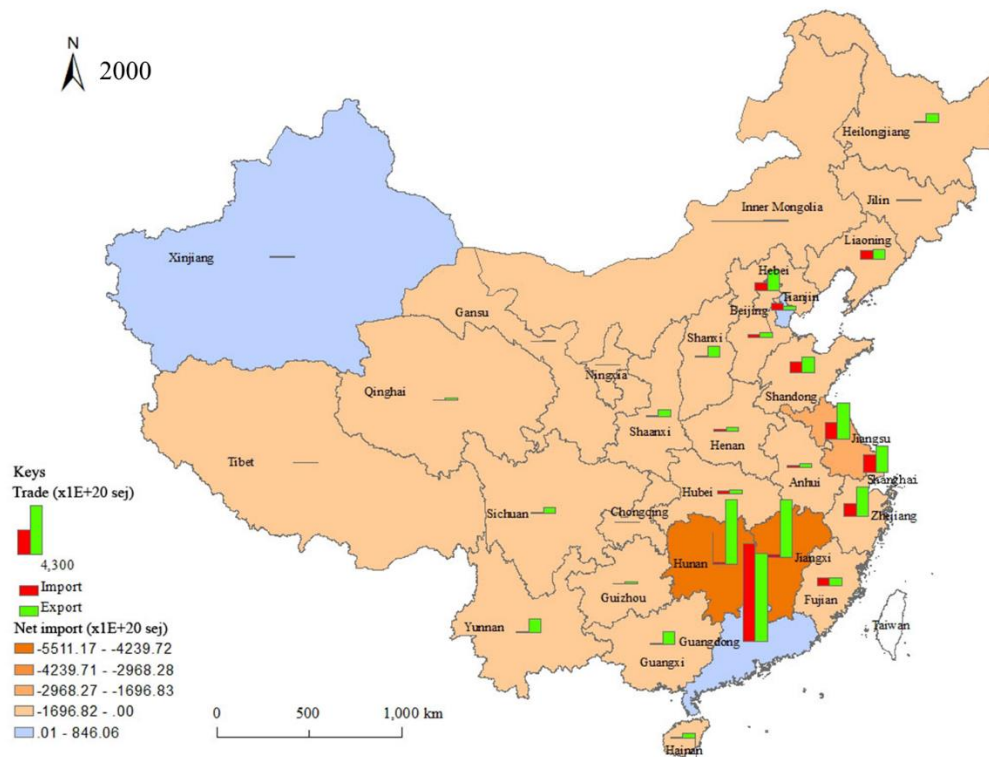 N
2000
Heilongjiang
Jilin
Inner Mongolia
Liaoning
Xinjiang
Hebei
Tianjin
Beijing
Gansu
Shanxi
Ningxia
Qinghai
Shandong
Shaanxi
Henan
Jiangsu
Tibet
Anhui
Shanghai
Hubei
Sichuan
Chongqing
Zhejiang
Hunan
Jiangxi
Guizhou
Fujian
Yunnan
Guangdong
Guangxi
Taiwan
Hainan
Keys
Trade (x1E+20 sej)
4,300
Import
Export
Net import (x1E+20 sej)
-5511.17 - -4239.72
-4239.71 - -2968.28
-2968.27 - -1696.83
-1696.82 - .00
.01 - 846.06
0 500 1,000 km